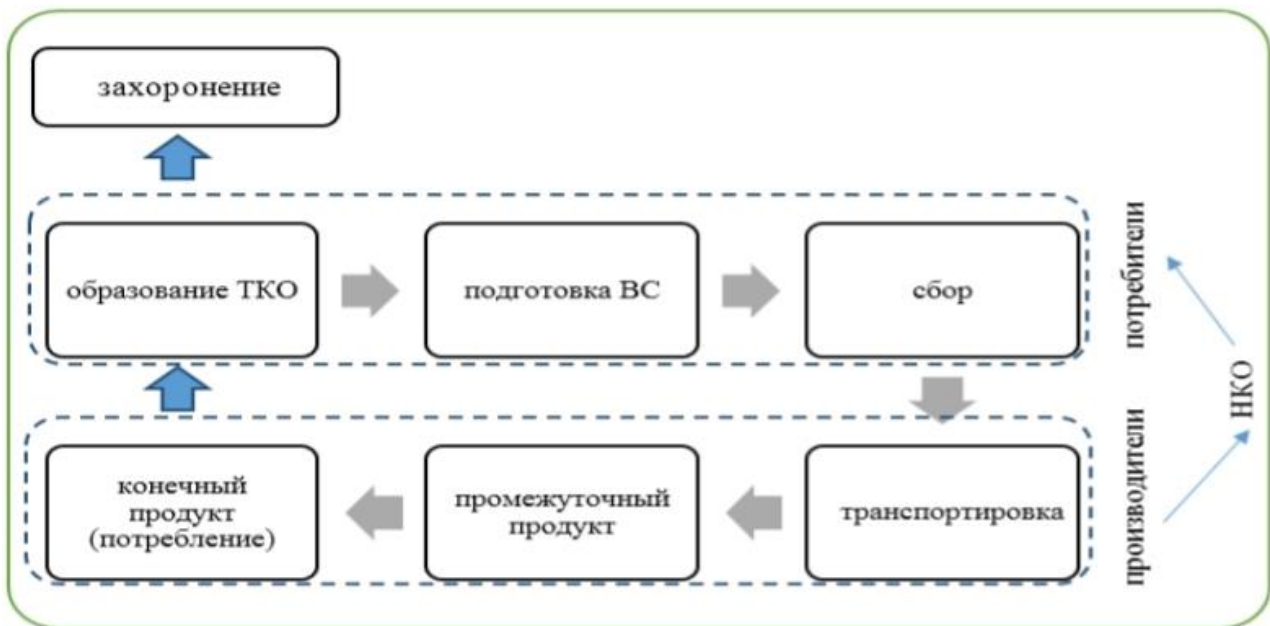 захоронение
образование ТКО
подготовка ВС
сбор
потребители
НКО
конечный
продукт
(потребление)
промежуточный
продукт
транспортировка
производители